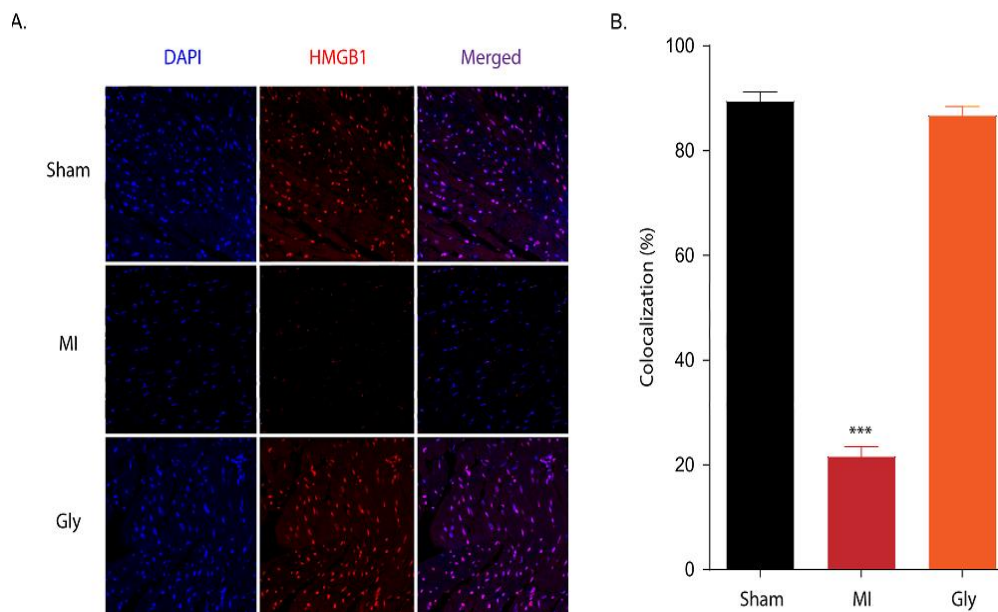 A.
DAPI HMGB1 Merged
Sham
MI
Gly
B.
Colocalization (%)
100
80
60
40
20
0
***
Sham MI Gly